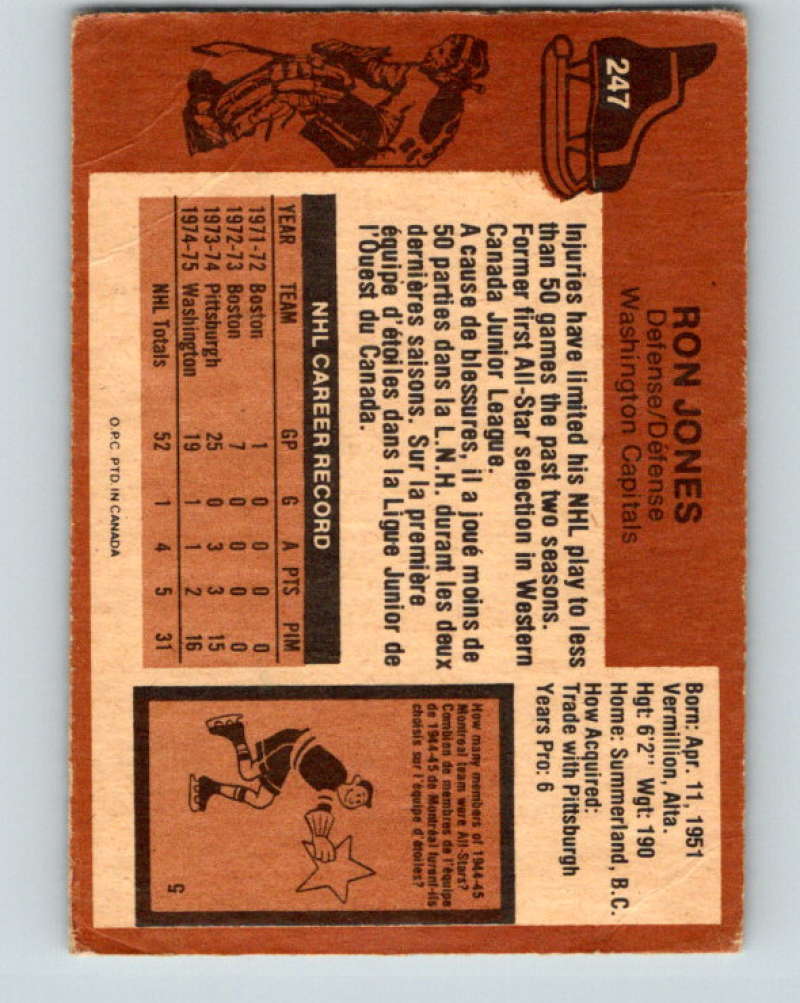 247
RON JONES
Defense/Défense
Washington Capitals
Born: Apr. 11, 1951
Vermillion, Alta.
Hgt: 6'2" Wgt: 190
Home: Summerland, B.C.
How Acquired:
Trade with Pittsburgh
Years Pro: 6
Injuries have limited his NHL play to less
than 50 games the past two seasons.
Former first All-Star selection in Western
Canada Junior League.
A cause de blessures, il a joué moins de
50 parties dans la L.N.H. durant les deux
dernières saisons. Sur la première
équipe d'étoiles dans la Ligue Junior de
l'Ouest du Canada.
NHL CAREER RECORD
YEAR TEAM GP G A PTS PIM
1971-72 Boston 1 0 0 0 0
1972-73 Boston 7 0 0 0 0
1973-74 Pittsburgh 25 0 3 3 15
1974-75 Washington 19 1 1 2 16
NHL Totals 52 1 4 5 31
How many members of 1944-45
Montreal team were All-Stars?
Combien de membres de l'équipe
de 1944-45 de Montréal furent-ils
choisis sur l'équipe d'étoiles?
5
O.P.C. PTD. IN CANADA